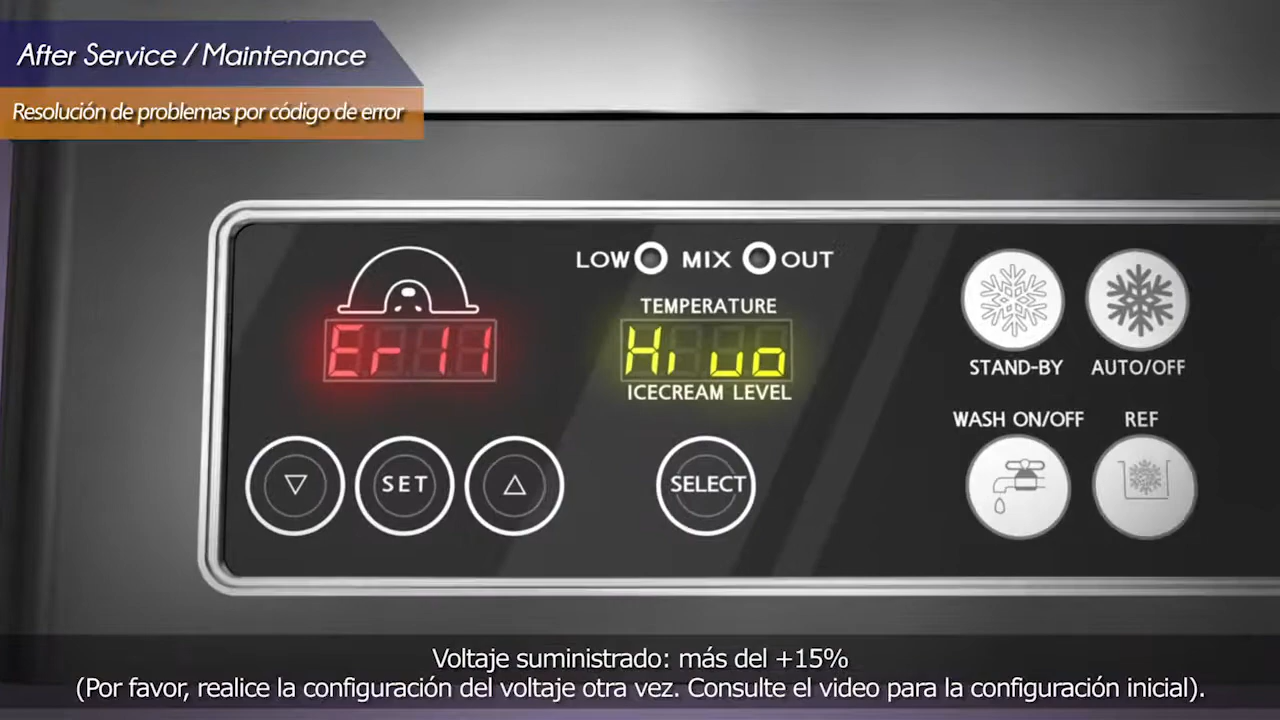 After Service / Maintenance
Resolución de problemas por código de error
LOW MIX OUT
TEMPERATURE
Er11
Hi uo
ICECREAM LEVEL
STAND-BY
AUTO/OFF
WASH ON/OFF
REF
SET
SELECT
Voltaje suministrado: más del +15%
(Por favor, realice la configuración del voltaje otra vez. Consulte el video para la configuración inicial).